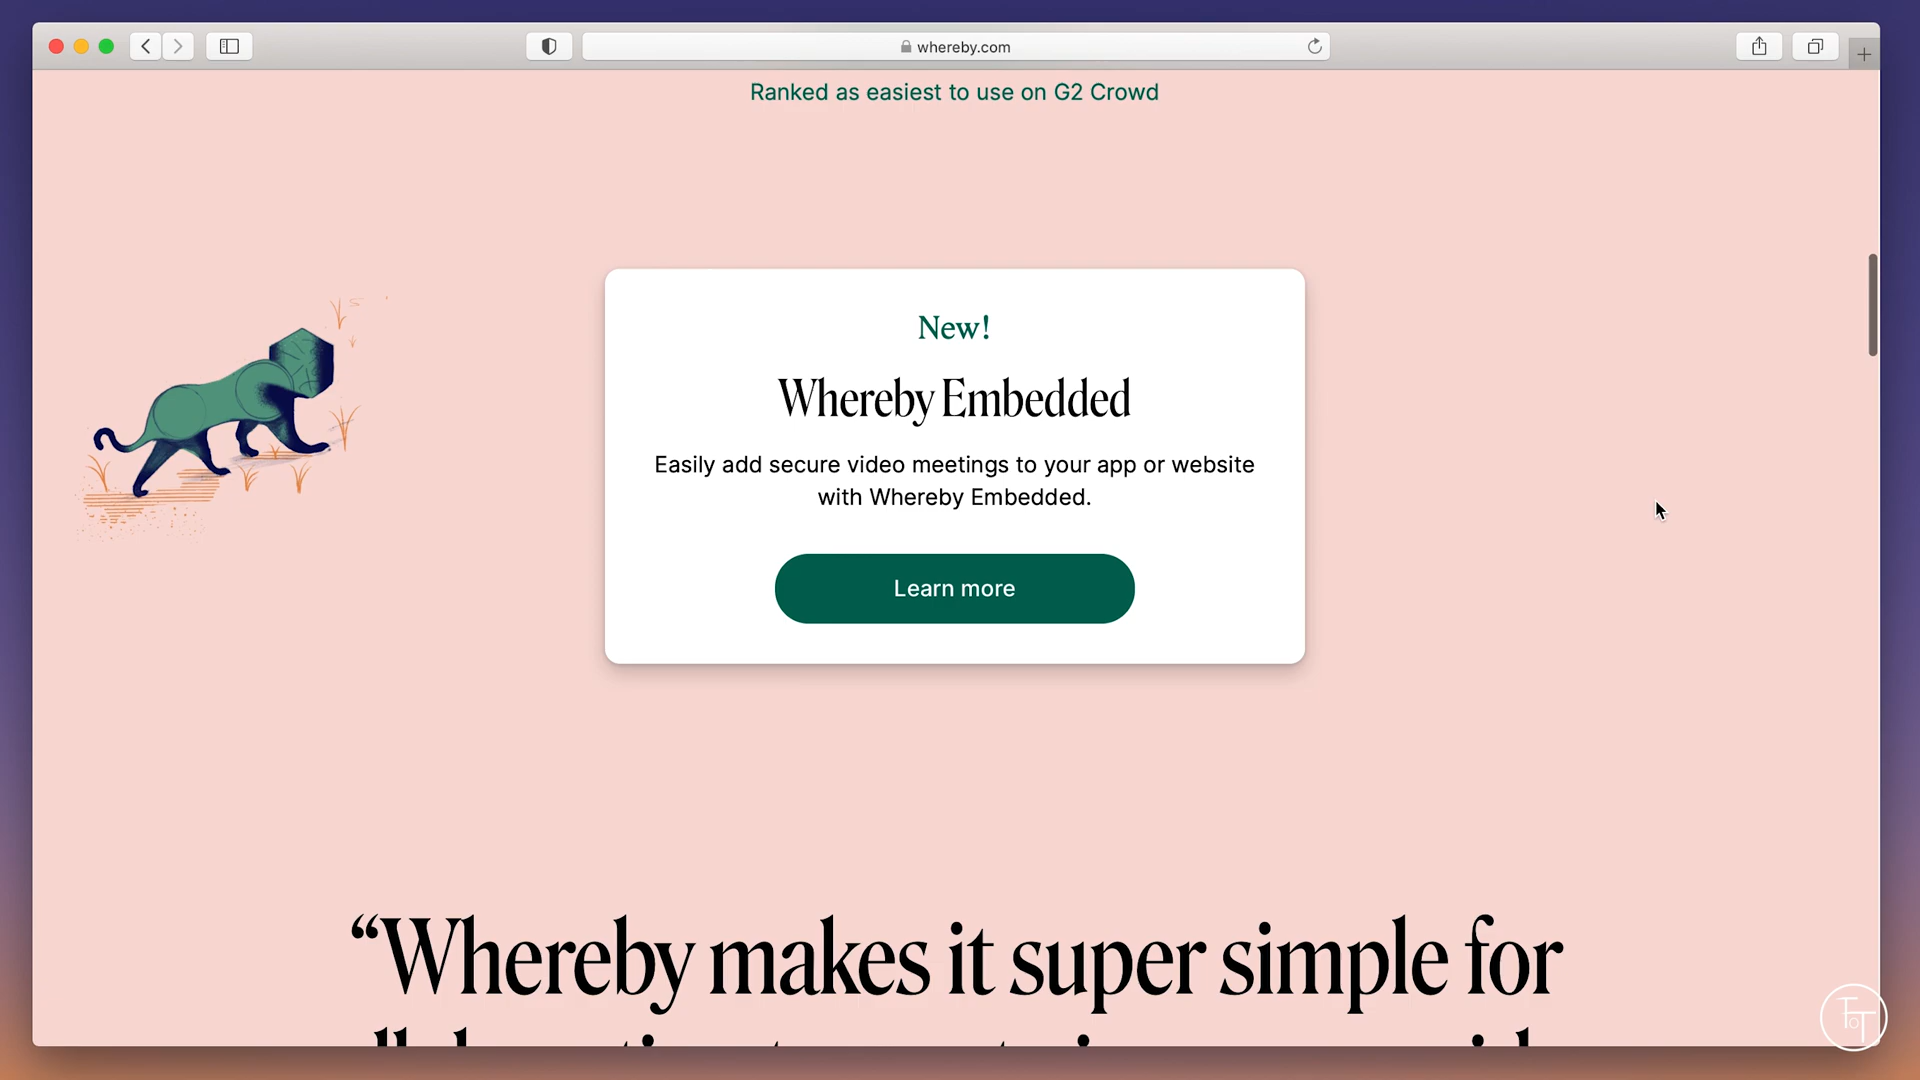 whereby.com
Ranked as easiest to use on G2 Crowd
New!
Whereby Embedded
Easily add secure video meetings to your app or website
with Whereby Embedded.
Learn more
“Whereby makes it super simple for
ToT